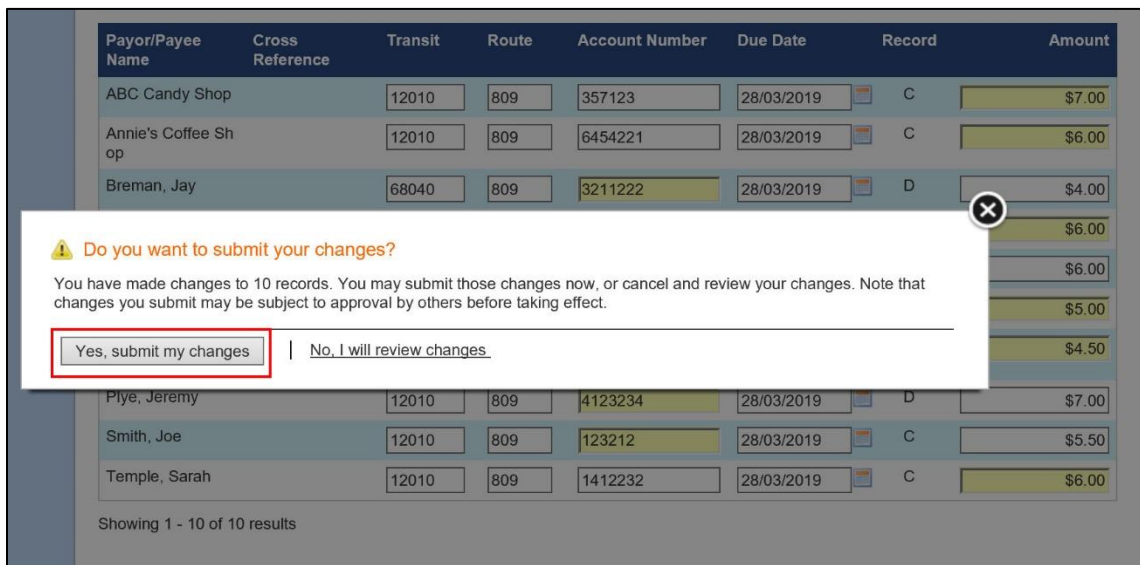 Payor/Payee Name Cross Reference Transit Route Account Number Due Date Record Amount
ABC Candy Shop 12010 809 357123 28/03/2019 C $7.00
Annie's Coffee Sh
op 12010 809 6454221 28/03/2019 C $6.00
Breman, Jay 68040 809 3211222 28/03/2019 D $4.00
$6.00
Do you want to submit your changes?
You have made changes to 10 records. You may submit those changes now, or cancel and review your changes. Note that
changes you submit may be subject to approval by others before taking effect.
$6.00
$5.00
Yes, submit my changes | No, I will review changes
$4.50
Plye, Jeremy 12010 809 4123234 28/03/2019 D $7.00
Smith, Joe 12010 809 123212 28/03/2019 C $5.50
Temple, Sarah 12010 809 1412232 28/03/2019 C $6.00
Showing 1 - 10 of 10 results